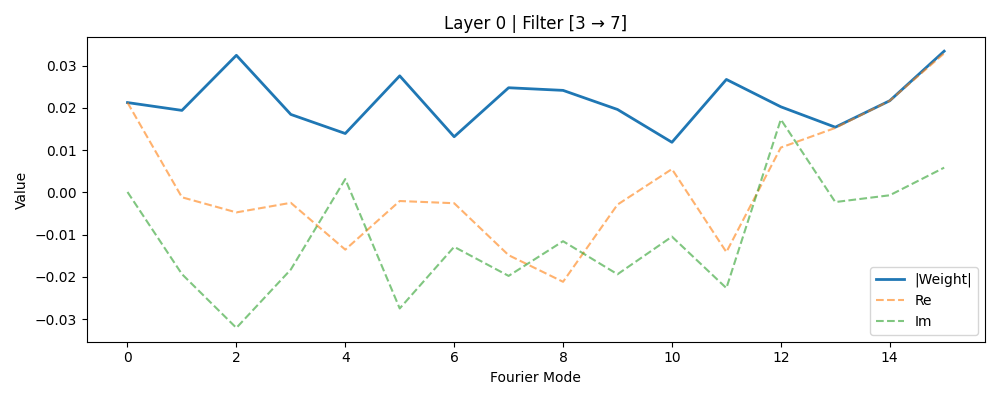 Layer 0 | Filter [3 → 7]
Value
0.03
0.02
0.01
0.00
−0.01
−0.02
−0.03
|Weight|
Re
Im
0 2 4 6 8 10 12 14
Fourier Mode